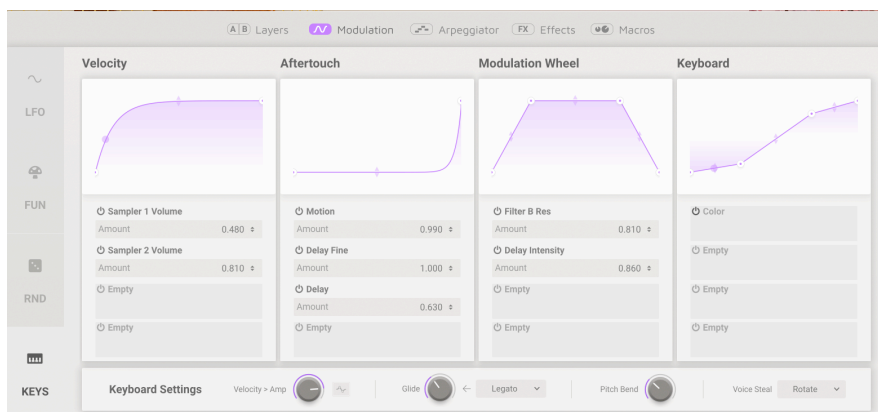 A B Layers Modulation Arpeggiator FX Effects Macros
Velocity Aftertouch Modulation Wheel Keyboard
LFO
FUN
RND
KEYS
Sampler 1 Volume
Amount 0.480
Sampler 2 Volume
Amount 0.810
Empty
Empty
Motion
Amount 0.990
Delay Fine
Amount 1.000
Delay
Amount 0.630
Empty
Filter B Res
Amount 0.810
Delay Intensity
Amount 0.860
Empty
Empty
Color
Empty
Empty
Empty
Keyboard Settings Velocity > Amp Glide ← Legato Pitch Bend Voice Steal Rotate